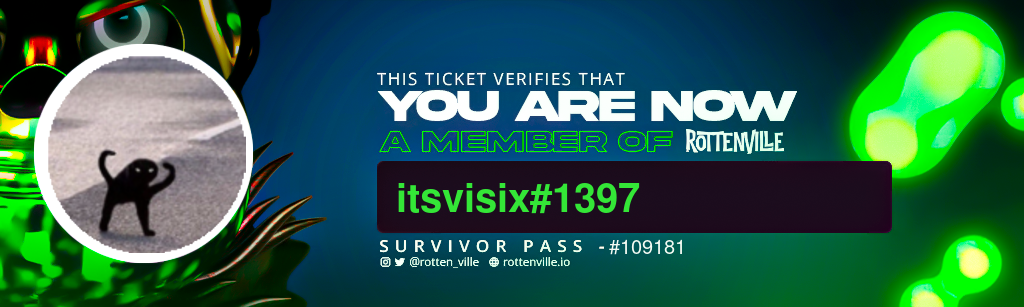 THIS TICKET VERIFIES THAT
YOU ARE NOW
A MEMBER OF ROTTENVILLE
itsvisix#1397
SURVIVOR PASS - #109181
@rotten_ville rottenville.io